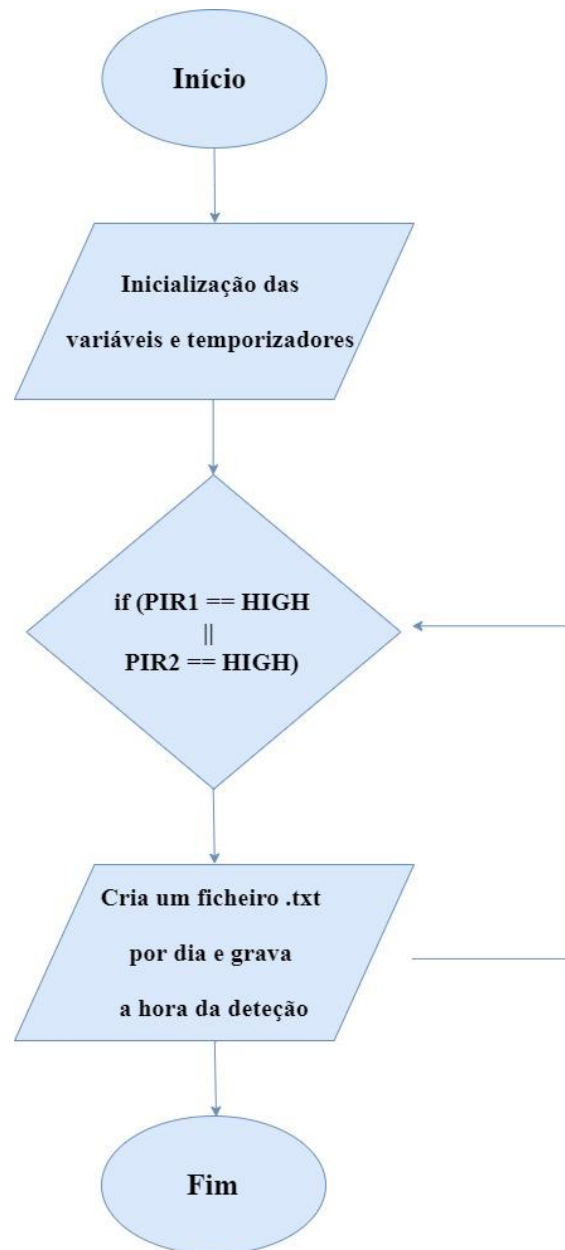 Início
Inicialização das
variáveis e temporizadores
if (PIR1 == HIGH
||
PIR2 == HIGH)
Cria um ficheiro .txt
por dia e grava
a hora da deteção
Fim